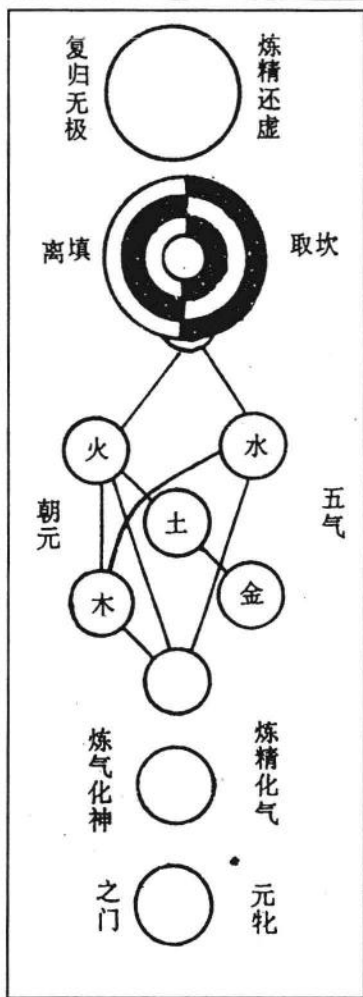 炼精还虚
复归无极
取坎
离填
火
水
土
五气
朝元
木
金
炼精化气
炼气化神
元牝
之门